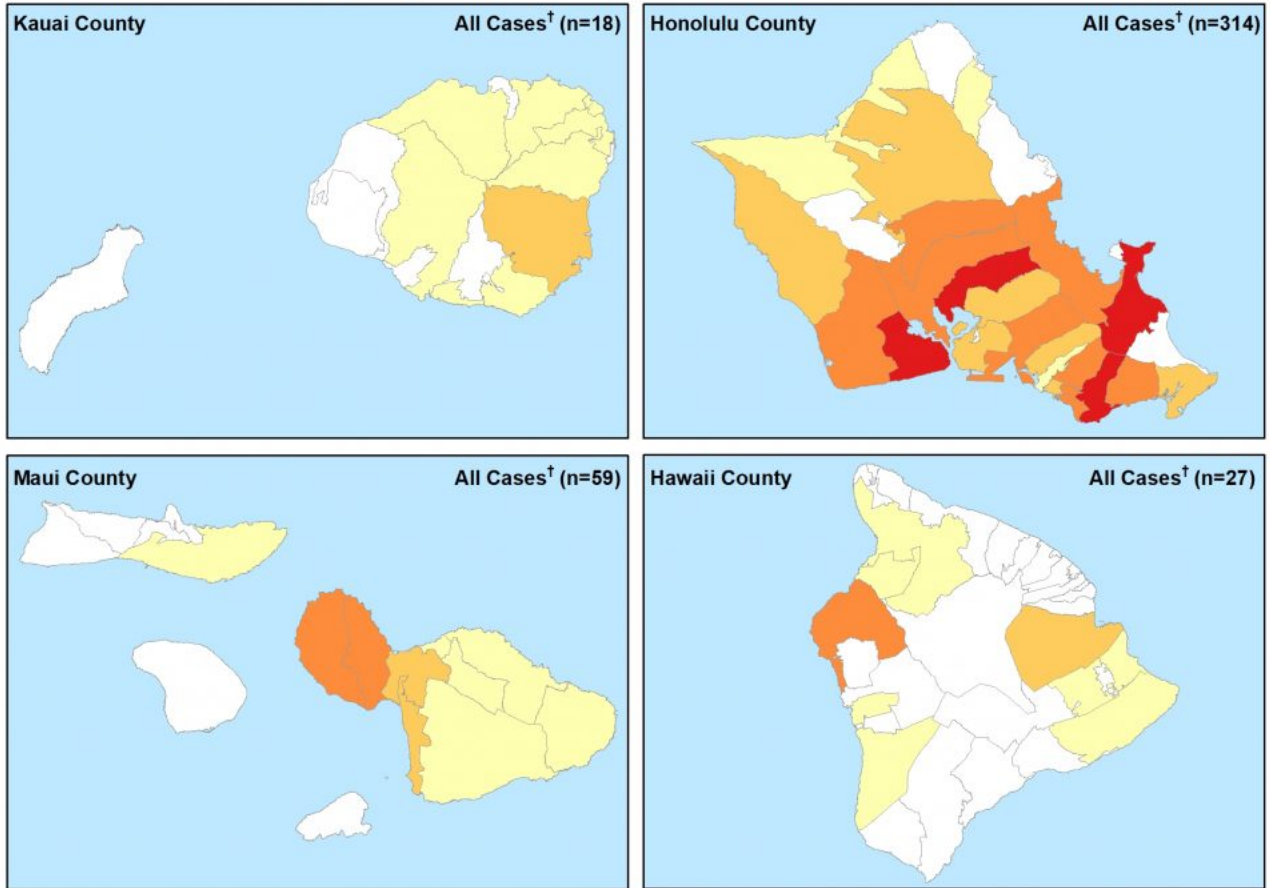 Kauai County All Cases† (n=18)
Honolulu County All Cases† (n=314)
Maui County All Cases† (n=59)
Hawaii County All Cases† (n=27)